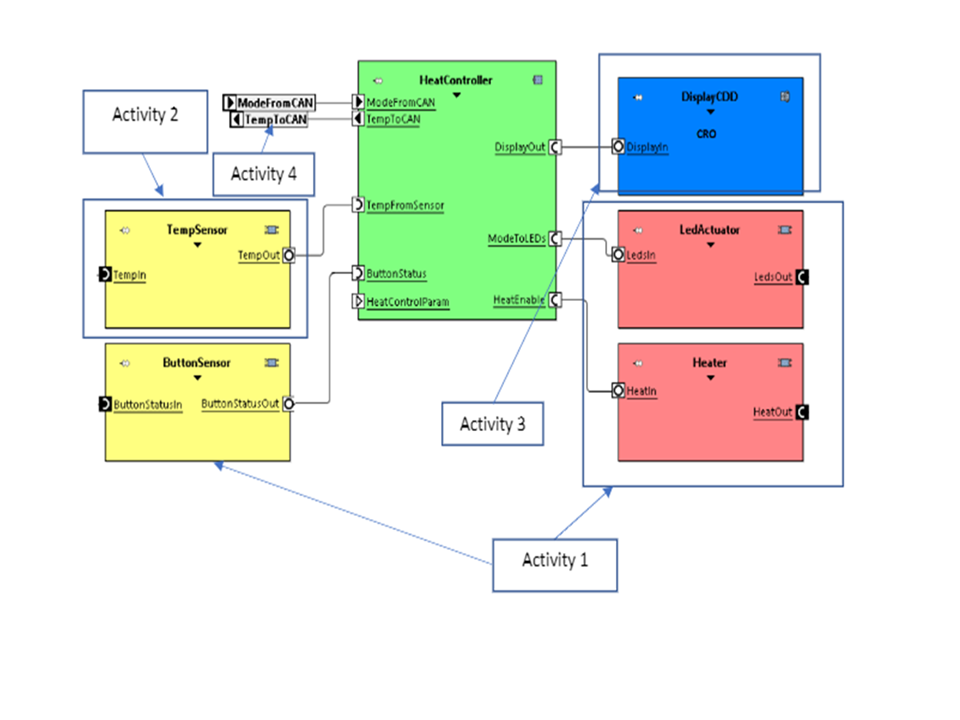 HeatController
DisplayCDD
CRO
Activity 2
ModeFromCAN
ModeFromCAN
TempToCAN
TempToCAN
DisplayOut
DisplayIn
Activity 4
TempFromSensor
TempSensor
LedActuator
ModeToLEDs
TempOut
LedsIn
TempIn
ButtonStatus
LedsOut
HeatControlParam
HeatEnable
ButtonSensor
Heater
HeatIn
ButtonStatusIn
ButtonStatusOut
HeatOut
Activity 3
Activity 1